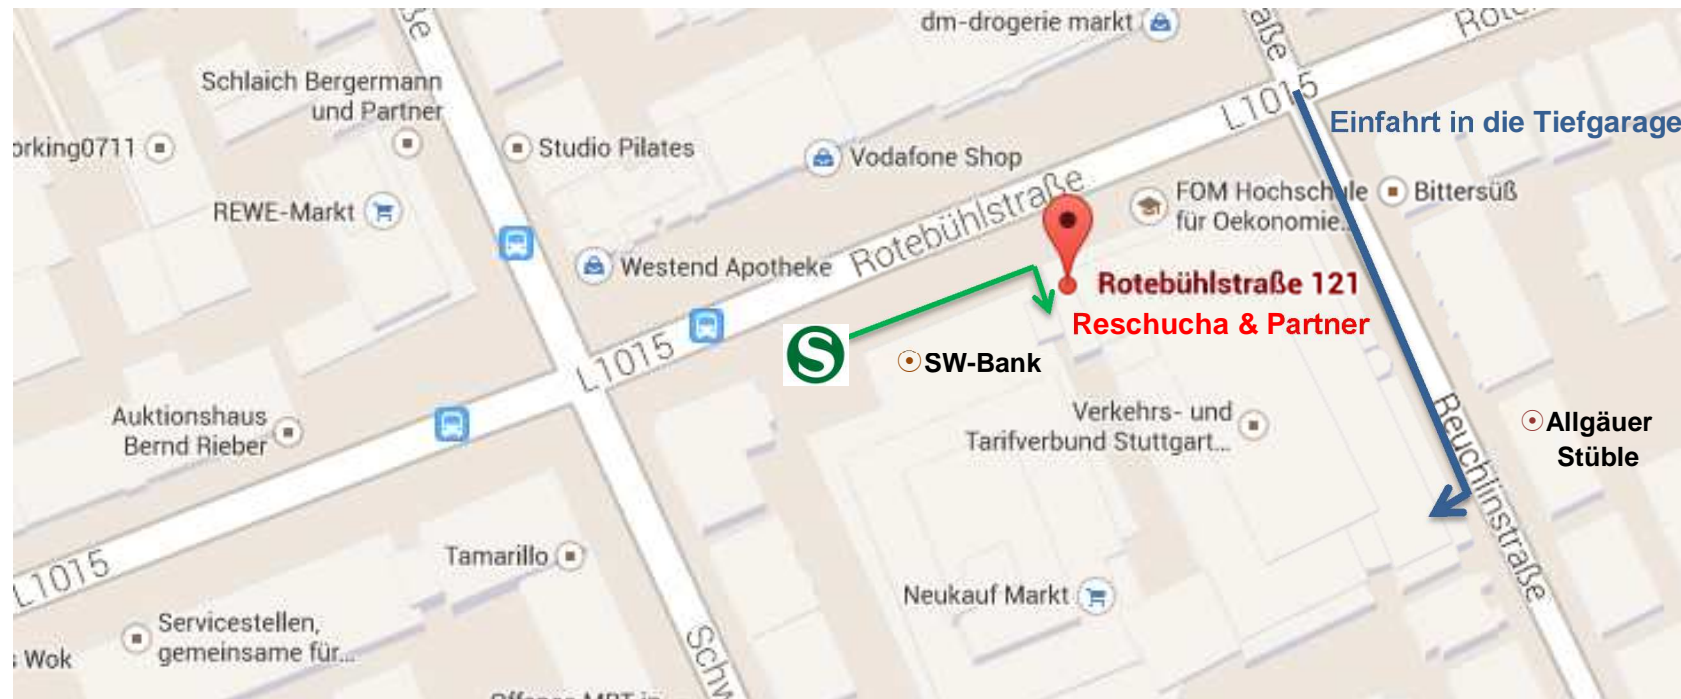 dm-drogerie markt
Schlaich Bergermann
und Partner
L1015
Einfahrt in die Tiefgarage
orking0711
Studio Pilates
Vodafone Shop
REWE-Markt
FOM Hochschule
für Oekonomie...
Bittersüß
Rotebühlstraße
Westend Apotheke
Rotebühlstraße 121
Reschucha & Partner
L1015
S
SW-Bank
Auktionshaus
Bernd Rieber
Verkehrs- und
Tarifverbund Stuttgart...
Reuchlinstraße
Allgäuer
Stüble
L1015
Tamarillo
Neukauf Markt
Servicestellen,
gemeinsame für...
Wok
Schw